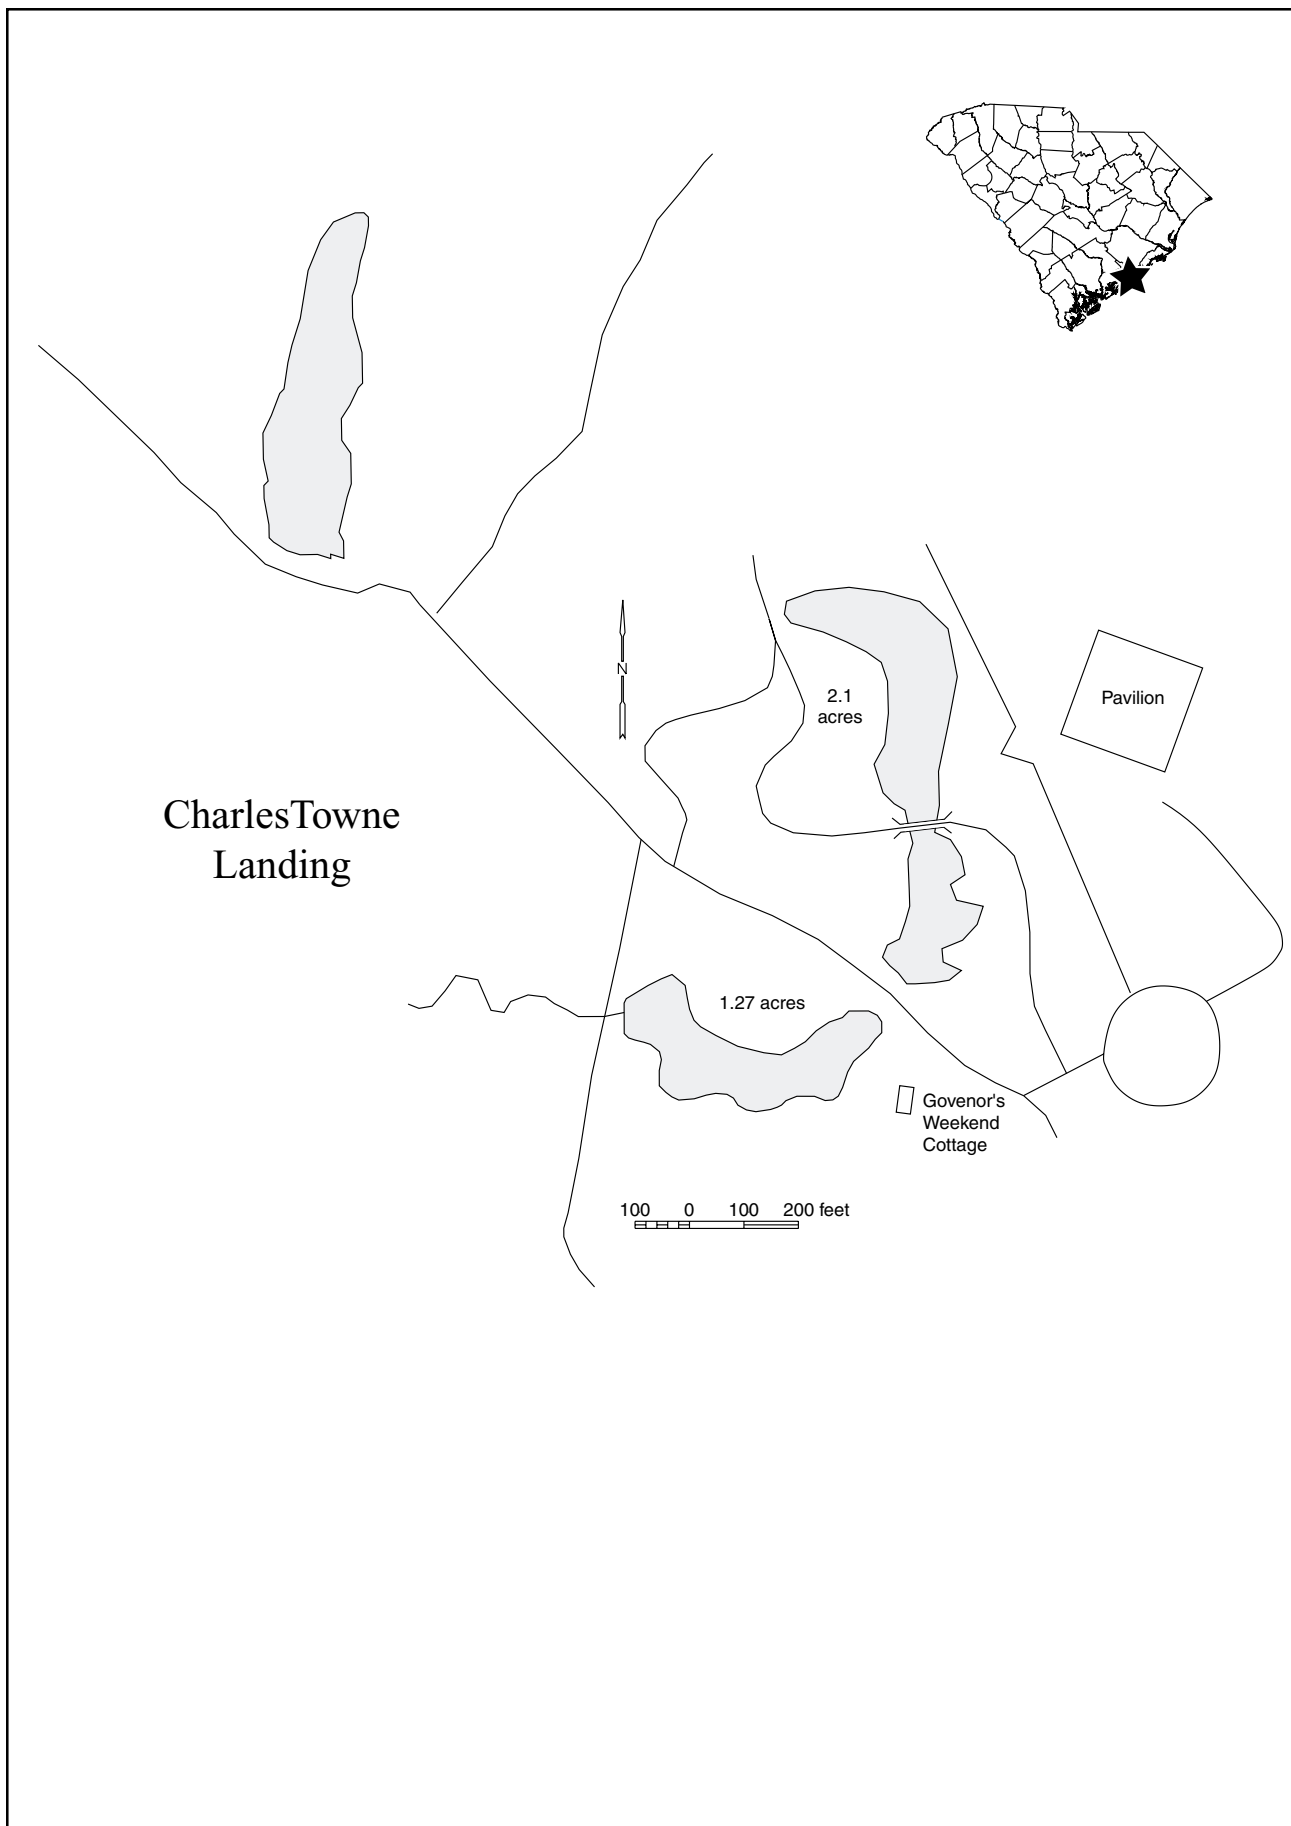 N
2.1
acres
Pavilion
CharlesTowne
Landing
1.27 acres
Govenor's
Weekend
Cottage
100 0 100 200 feet